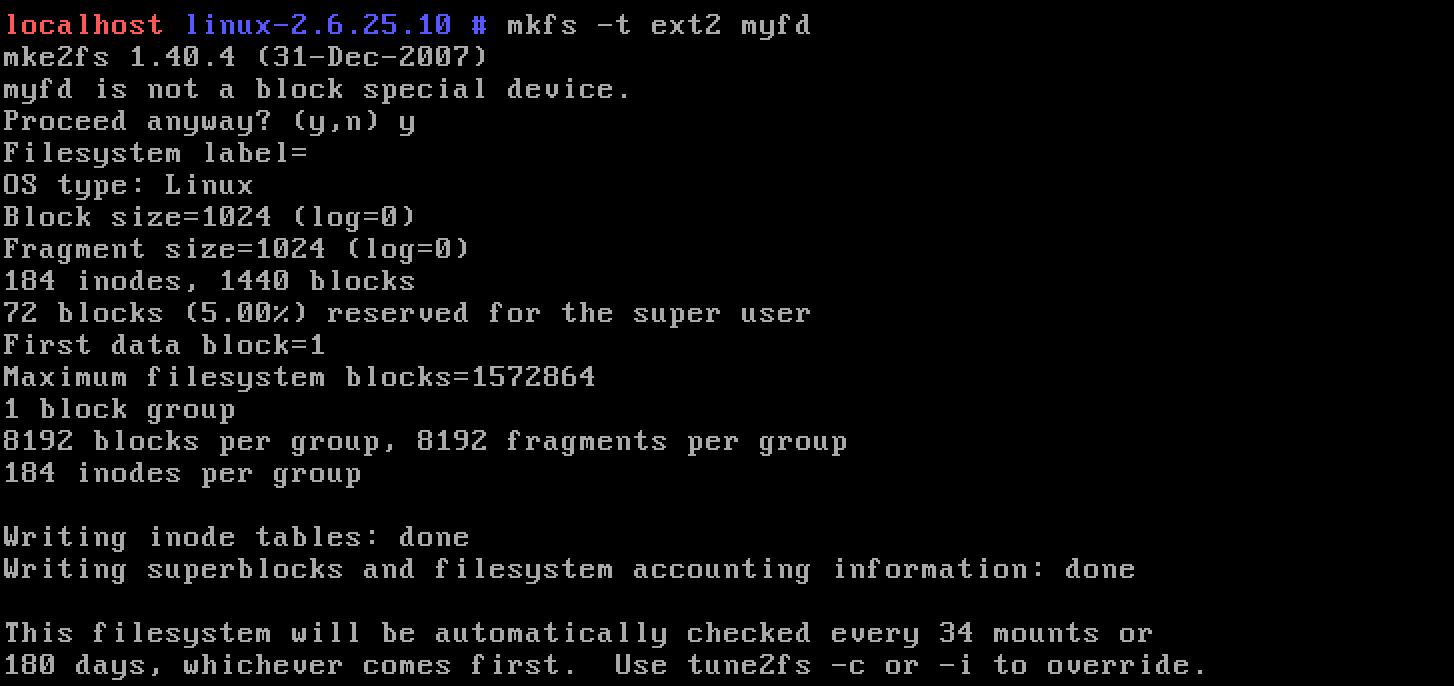 localhost linux-2.6.25.10 # mkfs -t ext2 myfd
mke2fs 1.40.4 (31-Dec-2007)
myfd is not a block special device.
Proceed anyway? (y,n) y
Filesystem label=
OS type: Linux
Block size=1024 (log=0)
Fragment size=1024 (log=0)
184 inodes, 1440 blocks
72 blocks (5.00%) reserved for the super user
First data block=1
Maximum filesystem blocks=1572864
1 block group
8192 blocks per group, 8192 fragments per group
184 inodes per group
Writing inode tables: done
Writing superblocks and filesystem accounting information: done
This filesystem will be automatically checked every 34 mounts or
180 days, whichever comes first.  Use tune2fs -c or -i to override.